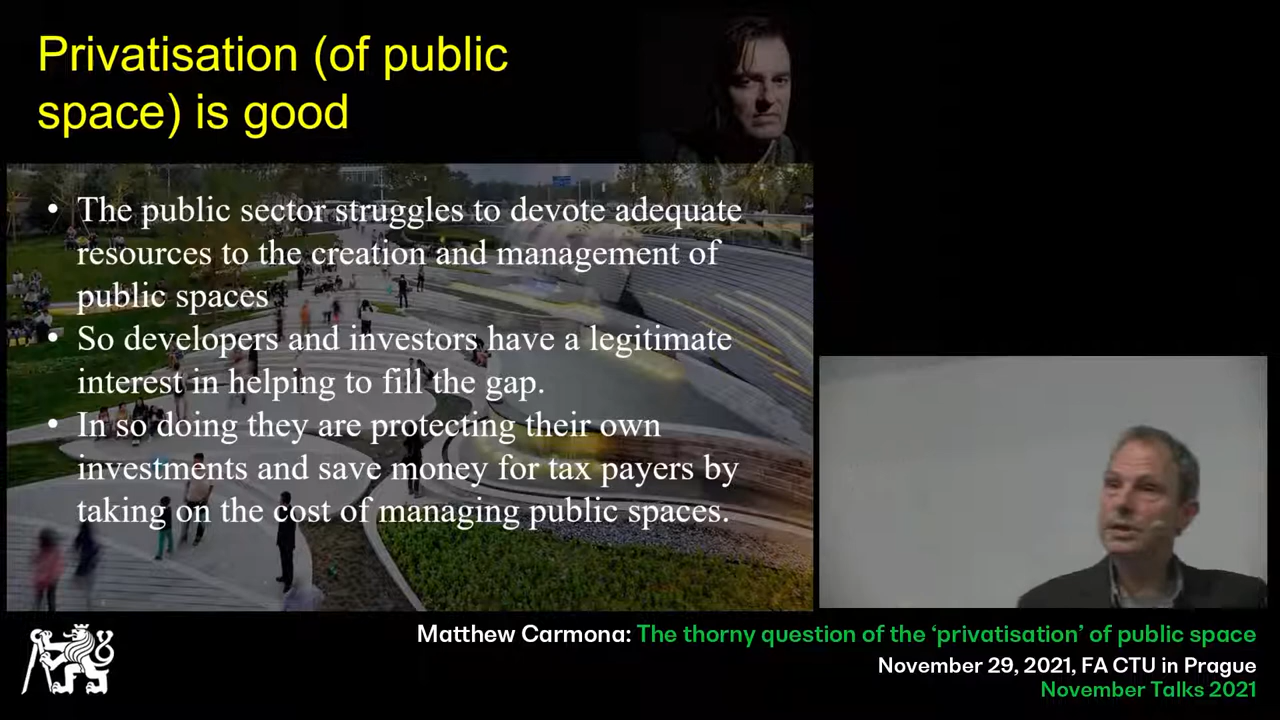 Privatisation (of public
space) is good
• The public sector struggles to devote adequate
resources to the creation and management of
public spaces
• So developers and investors have a legitimate
interest in helping to fill the gap.
• In so doing they are protecting their own
investments and save money for tax payers by
taking on the cost of managing public spaces.
Matthew Carmona: The thorny question of the ‘privatisation’ of public space
November 29, 2021, FA CTU in Prague
November Talks 2021